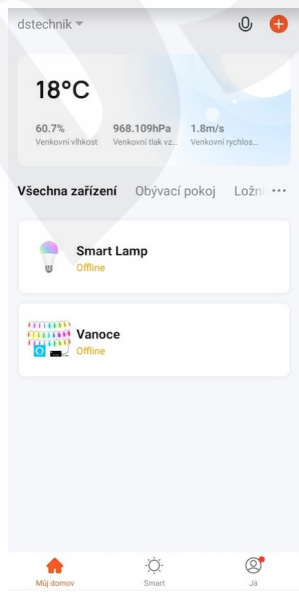 dstechnik
18°C
60.7% 968.109hPa 1.8m/s
Venkovní vlhkost Venkovní tlak vz... Venkovní rychlos...
Všechna zařízení Obývací pokoj Ložni ...
Smart Lamp
Offline
Vanoce
Offline
Můj domov Smart Já